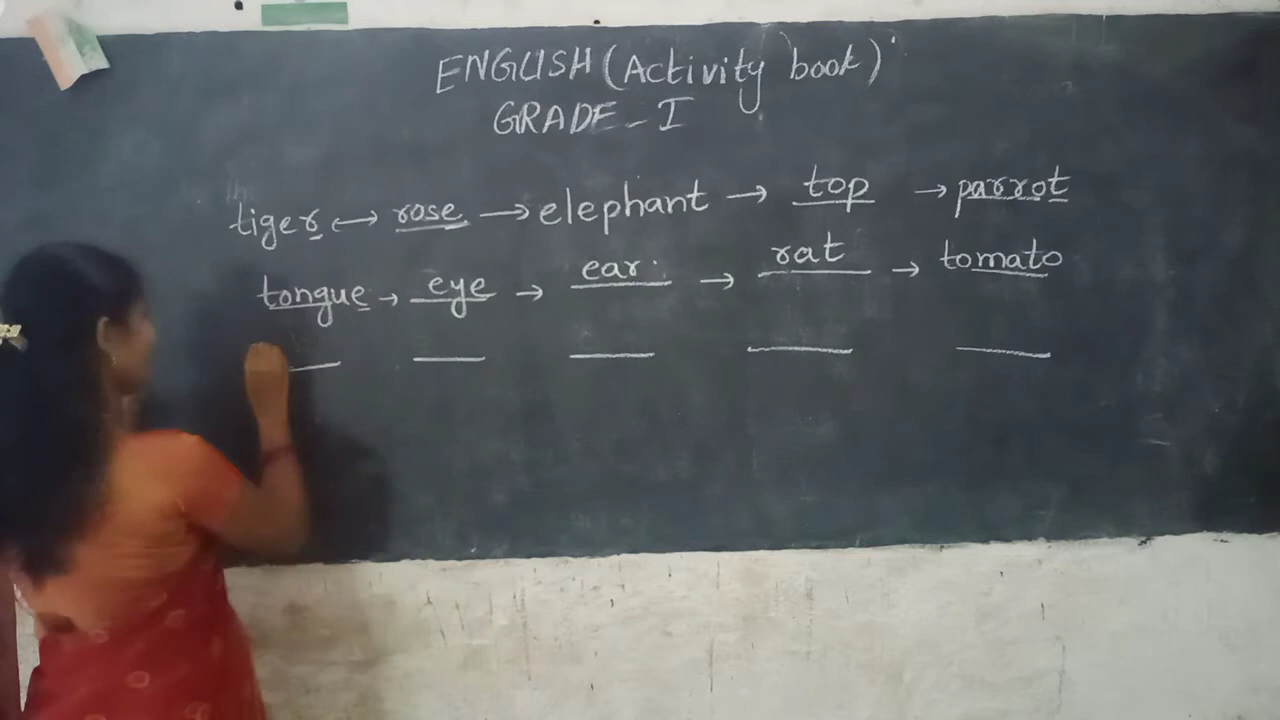 ENGLISH (Activity book)
GRADE - I
tiger → rose → elephant → top → parrot
tongue → eye → ear → rat → tomato